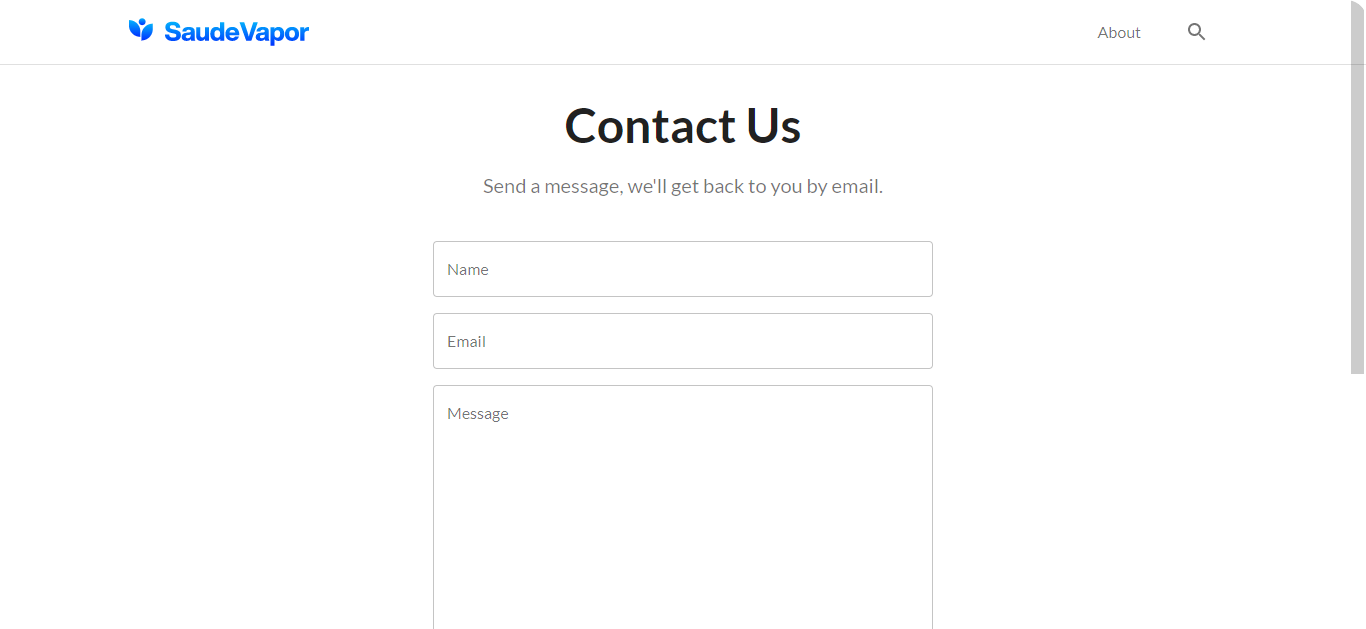 SaudeVapor
About
Contact Us
Send a message, we'll get back to you by email.
Name
Email
Message